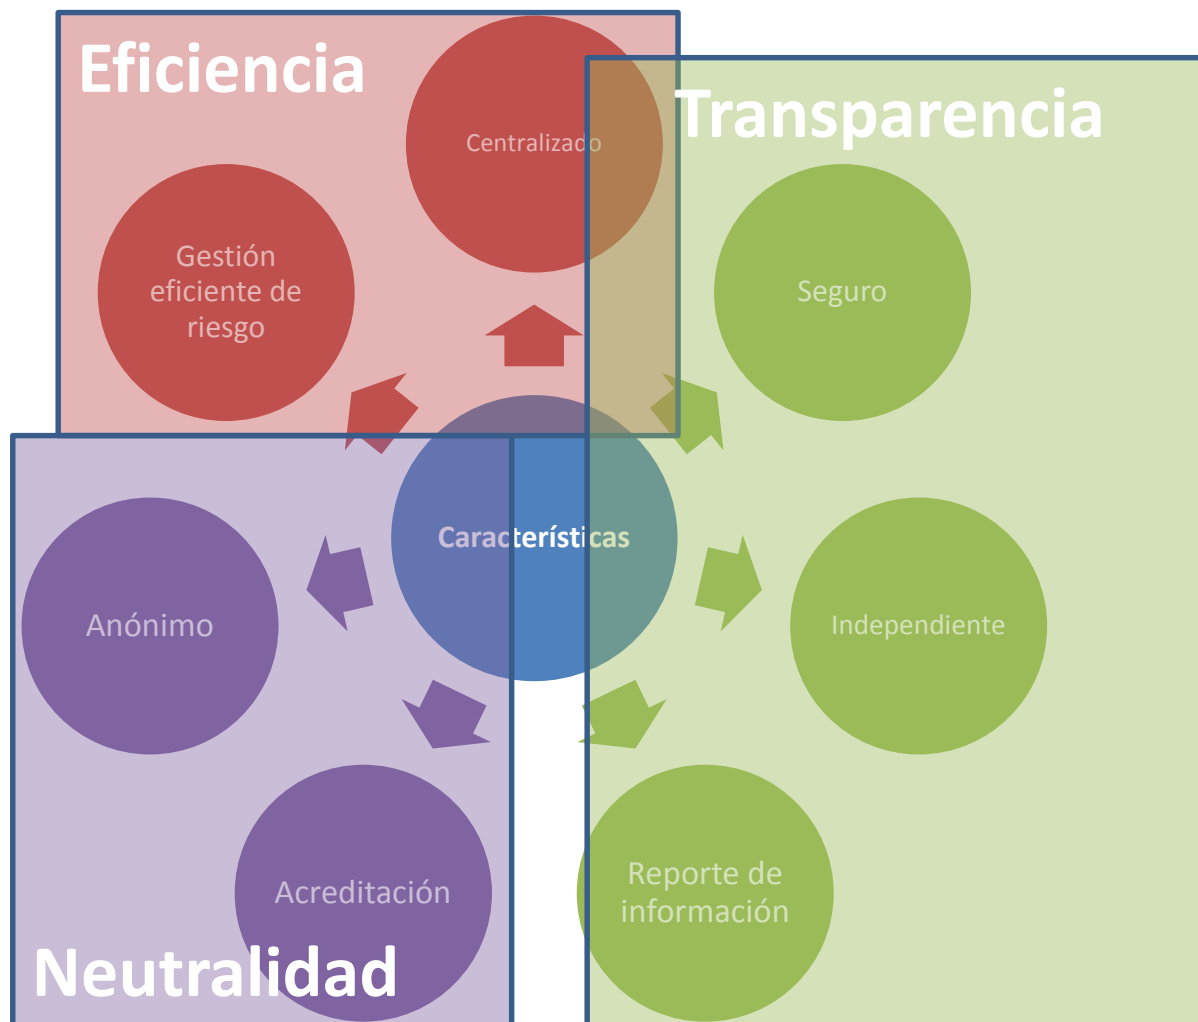 Eficiencia
Transparencia
Centralizado
Gestión
eficiente de
riesgo
Seguro
Características
Anónimo
Independiente
Acreditación
Reporte de
información
Neutralidad